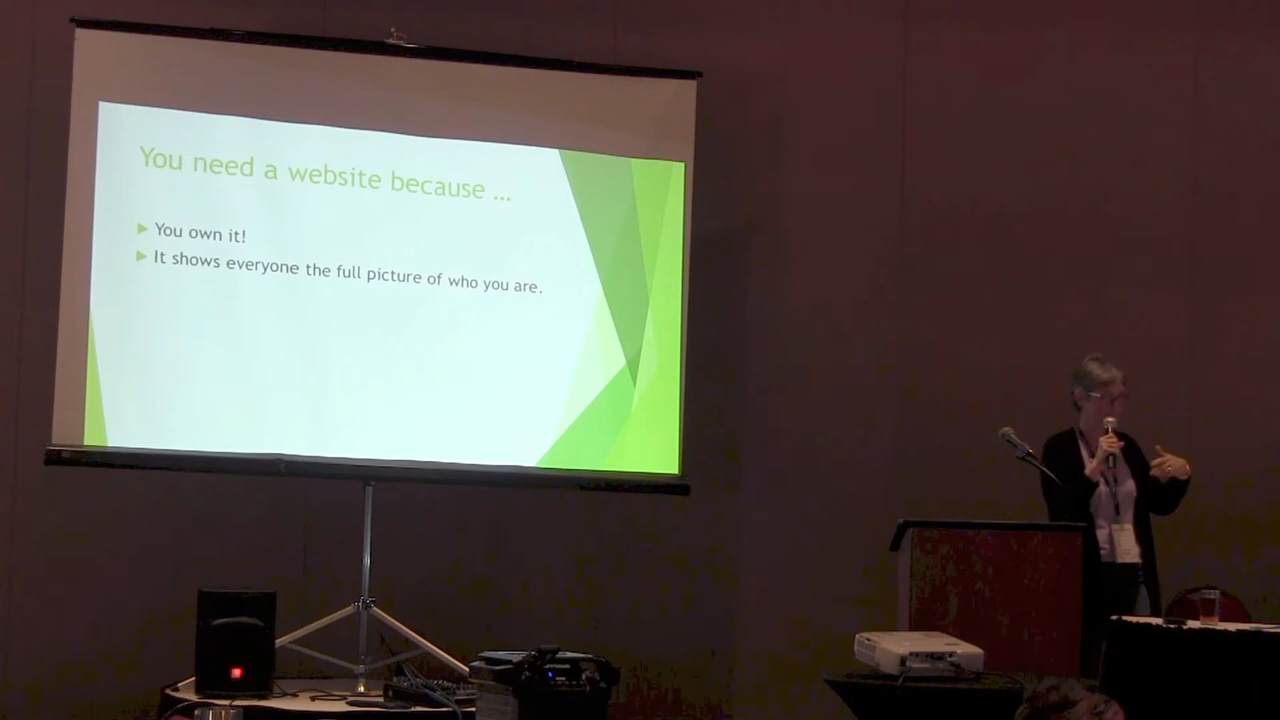 You need a website because ...
You own it!
It shows everyone the full picture of who you are.